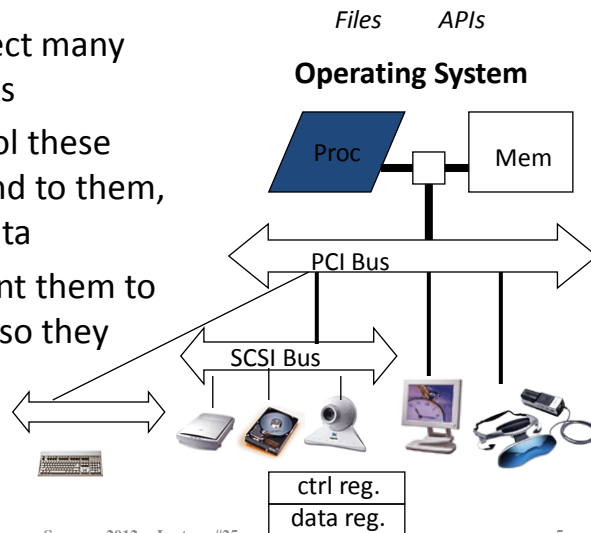 Files APIs
ect many
Operating System
s
ol these
Proc
Mem
nd to them,
ta
PCI Bus
nt them to
so they
SCSI Bus
ctrl reg.
data reg.